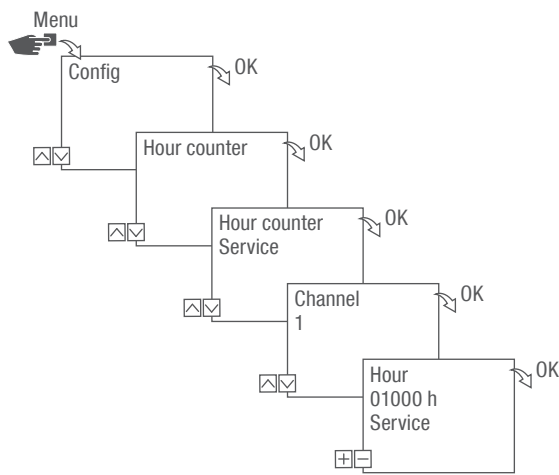 Menu
Config
OK
Hour counter
OK
Hour counter
Service
OK
Channel
1
OK
Hour
01000 h
Service
OK